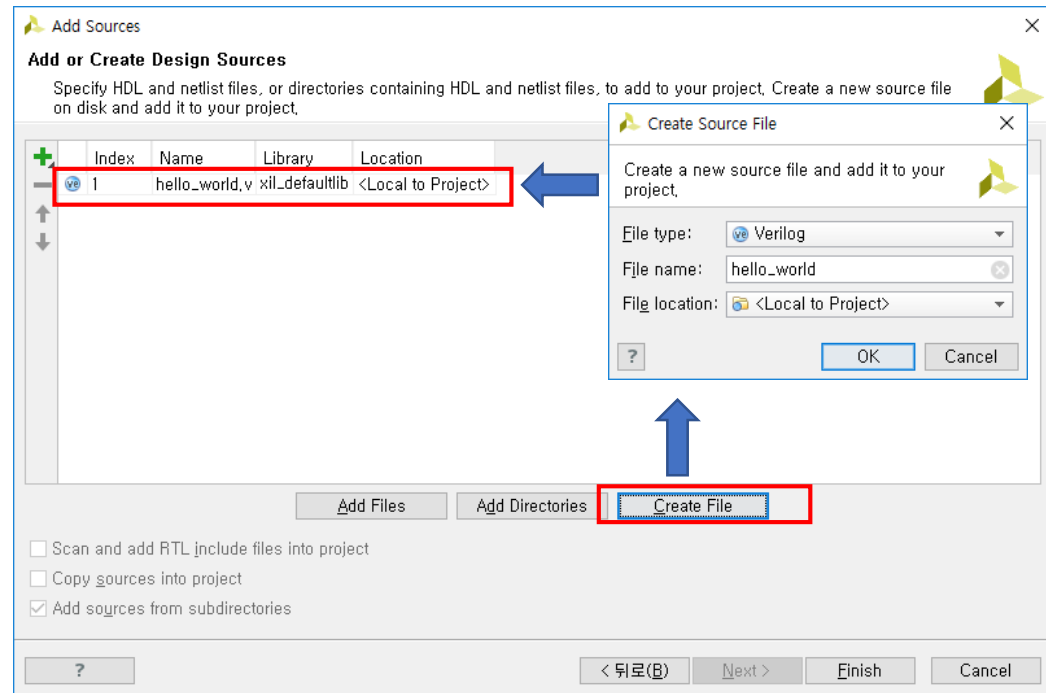 Add Sources
Add or Create Design Sources
Specify HDL and netlist files, or directories containing HDL and netlist files, to add to your project, Create a new source file
on disk and add it to your project,
Index Name Library Location
ve 1 hello_world,v xil_defaultlib <Local to Project>
Create Source File
Create a new source file and add it to your
project,
File type: ve Verilog
File name: hello_world
File location: <Local to Project>
? OK Cancel
Add Files Add Directories Create File
Scan and add RTL include files into project
Copy sources into project
Add sources from subdirectories
? < 뒤로(B) Next > Finish Cancel